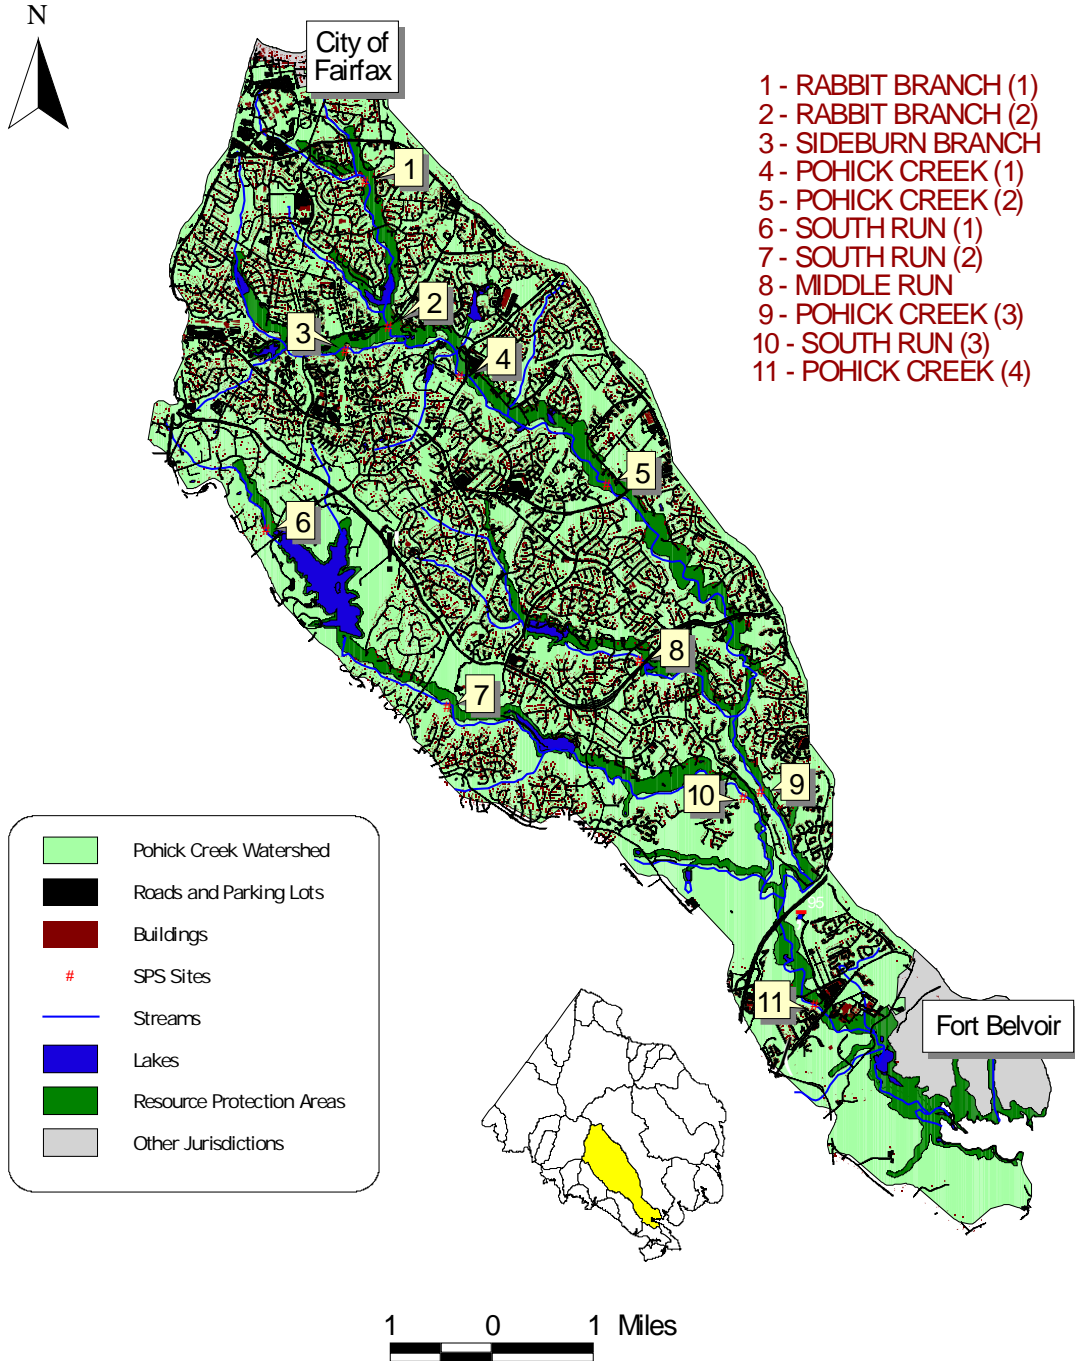 N
City of
Fairfax
1 - RABBIT BRANCH (1)
2 - RABBIT BRANCH (2)
3 - SIDEBURN BRANCH
4 - POHICK CREEK (1)
5 - POHICK CREEK (2)
6 - SOUTH RUN (1)
7 - SOUTH RUN (2)
8 - MIDDLE RUN
9 - POHICK CREEK (3)
10 - SOUTH RUN (3)
11 - POHICK CREEK (4)
1
2
3
4
5
6
7
8
9
10
95
11
Fort Belvoir
Pohick Creek Watershed
Roads and Parking Lots
Buildings
# SPS Sites
Streams
Lakes
Resource Protection Areas
Other Jurisdictions
1 0 1 Miles